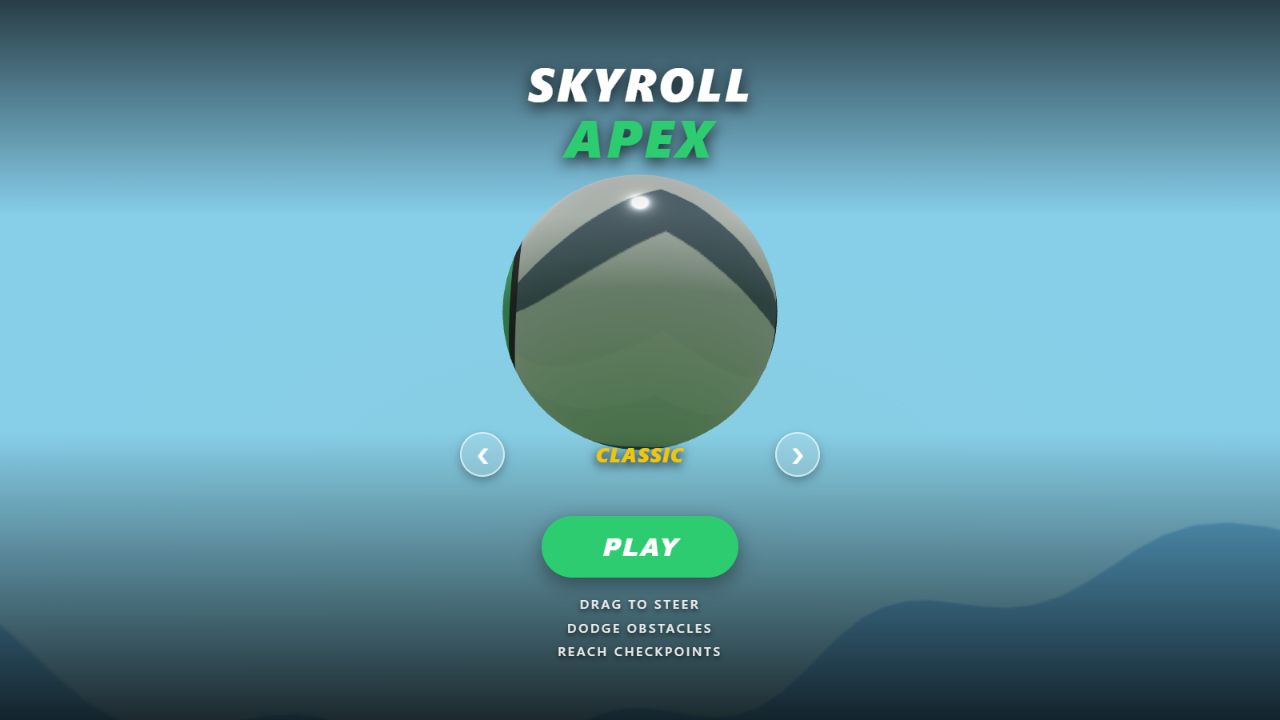 SKYROLL
APEX
‹
›
CLASSIC
PLAY
DRAG TO STEER
DODGE OBSTACLES
REACH CHECKPOINTS